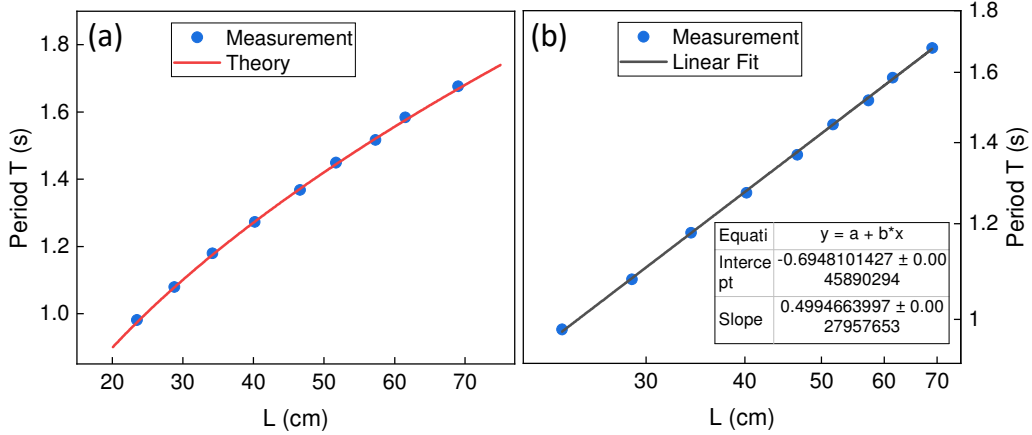 (a)
Measurement
Theory
1.8
1.6
1.4
1.2
1.0
Period T (s)
20 30 40 50 60 70
L (cm)
(b)
Measurement
Linear Fit
1.8
1.6
1.4
1.2
1
Period T (s)
Equati y = a + b*x
Interce -0.6948101427 ± 0.00
pt 45890294
Slope 0.4994663997 ± 0.00
27957653
30 40 50 60 70
L (cm)